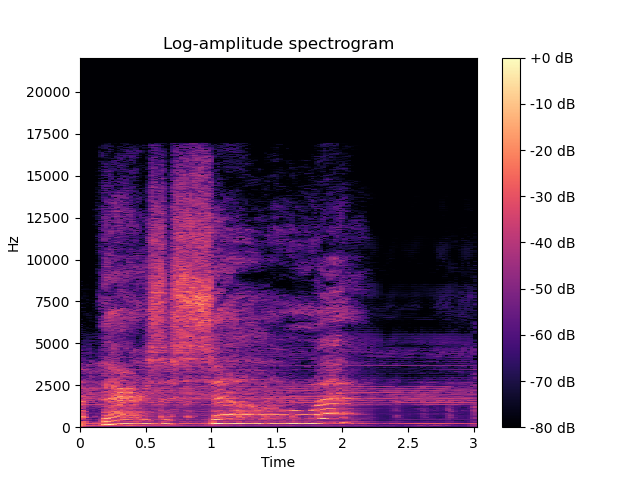 Log-amplitude spectrogram
+0 dB
20000
-10 dB
17500
-20 dB
15000
12500
-30 dB
Hz
10000
-40 dB
7500
-50 dB
5000
-60 dB
2500
-70 dB
0
-80 dB
0 0.5 1 1.5 2 2.5 3
Time